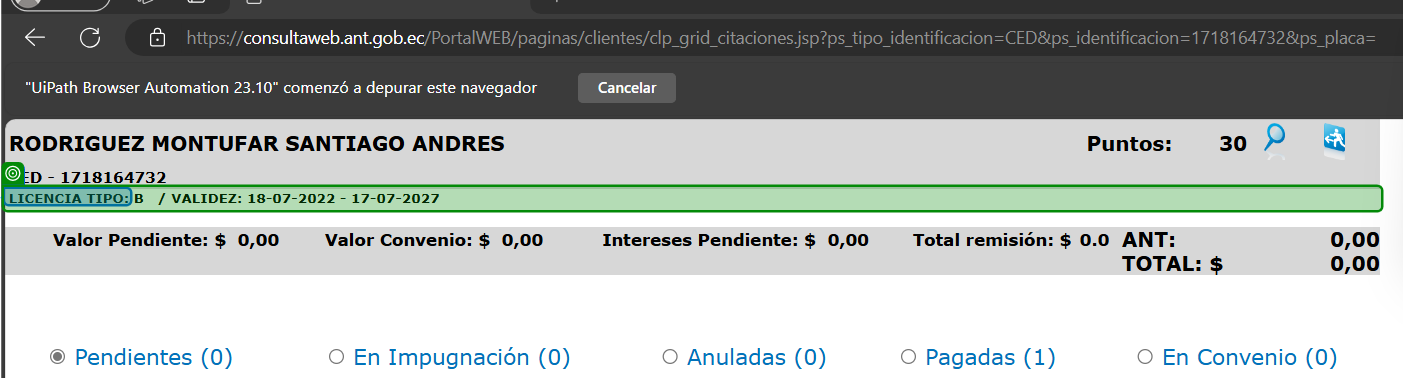 https://consultaweb.ant.gob.ec/PortalWEB/paginas/clientes/clp_grid_citaciones.jsp?ps_tipo_identificacion=CED&ps_identificacion=1718164732&ps_placa=
"UiPath Browser Automation 23.10" comenzó a depurar este navegador Cancelar
RODRIGUEZ MONTUFAR SANTIAGO ANDRES Puntos: 30
ED - 1718164732
LICENCIA TIPO: B / VALIDEZ: 18-07-2022 - 17-07-2027
Valor Pendiente: $ 0,00 Valor Convenio: $ 0,00 Intereses Pendiente: $ 0,00 Total remisión: $ 0.0 ANT: 0,00
TOTAL: $ 0,00
Pendientes (0) En Impugnación (0) Anuladas (0) Pagadas (1) En Convenio (0)